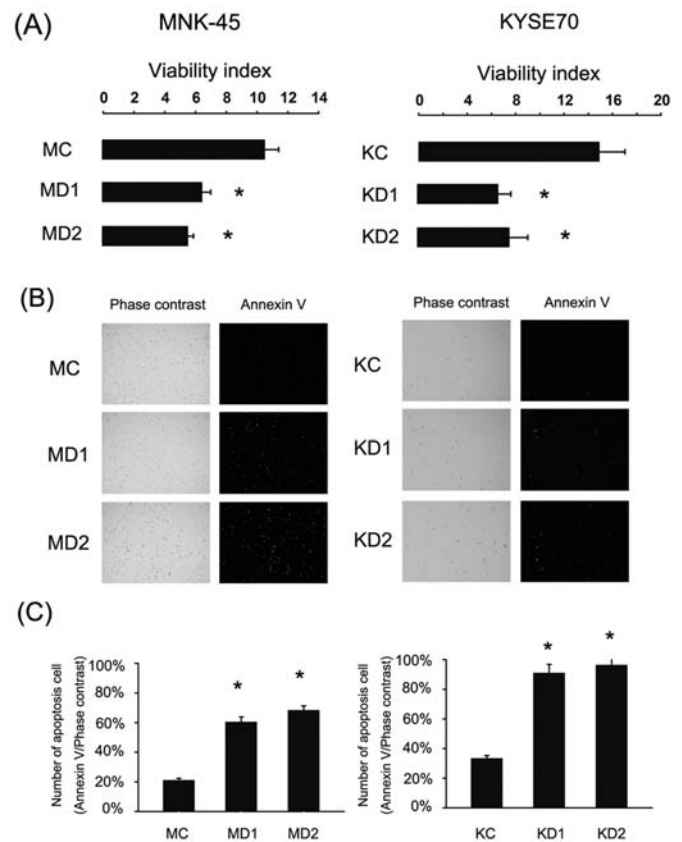 (A)
MNK-45
KYSE70
Viability index
0 2 4 6 8 10 12 14
MC
MD1 *
MD2 *
Viability index
0 4 8 12 16 20
KC
KD1 *
KD2 *
(B)
Phase contrast Annexin V
MC
MD1
MD2
Phase contrast Annexin V
KC
KD1
KD2
(C)
Number of apoptosis cell
(Annexin V/Phase contrast)
100%
80%
60%
40%
20%
0%
* *
MC MD1 MD2
Number of apoptosis cell
(Annexin V/Phase contrast)
100%
80%
60%
40%
20%
0%
* *
KC KD1 KD2